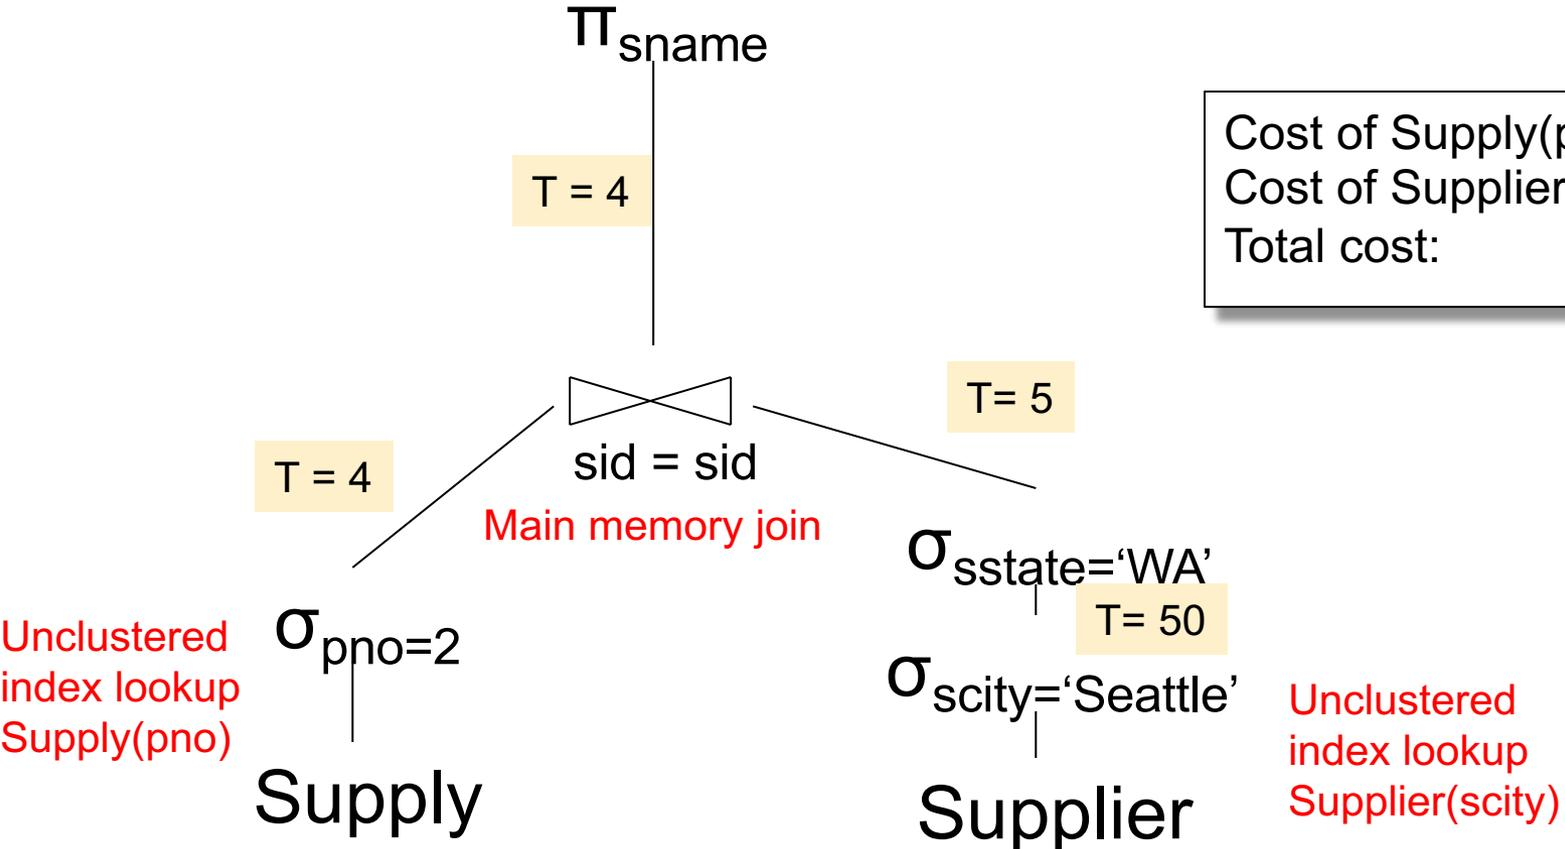 π sname
Cost of Supply(p
Cost of Supplier
Total cost:
T = 4
T= 5
T = 4
sid = sid
Main memory join
σ sstate=‘WA’
T= 50
Unclustered
index lookup
Supply(pno)
σ pno=2
σ scity=‘Seattle’
Unclustered
index lookup
Supplier(scity)
Supply
Supplier